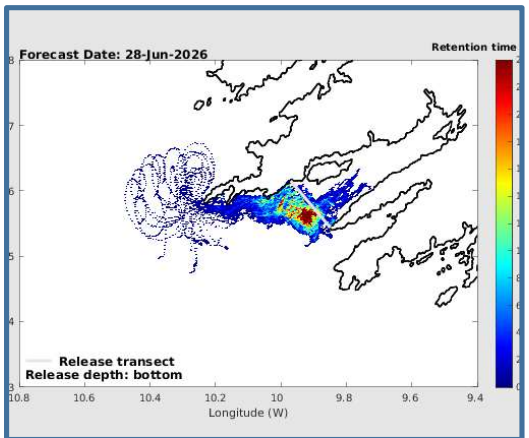 Forecast Date: 28-Jun-2026
Retention time
8
7
6
5
4
3
10.8
10.6
10.4
10.2
10
9.8
9.6
9.4
Longitude (W)
Release transect
Release depth: bottom